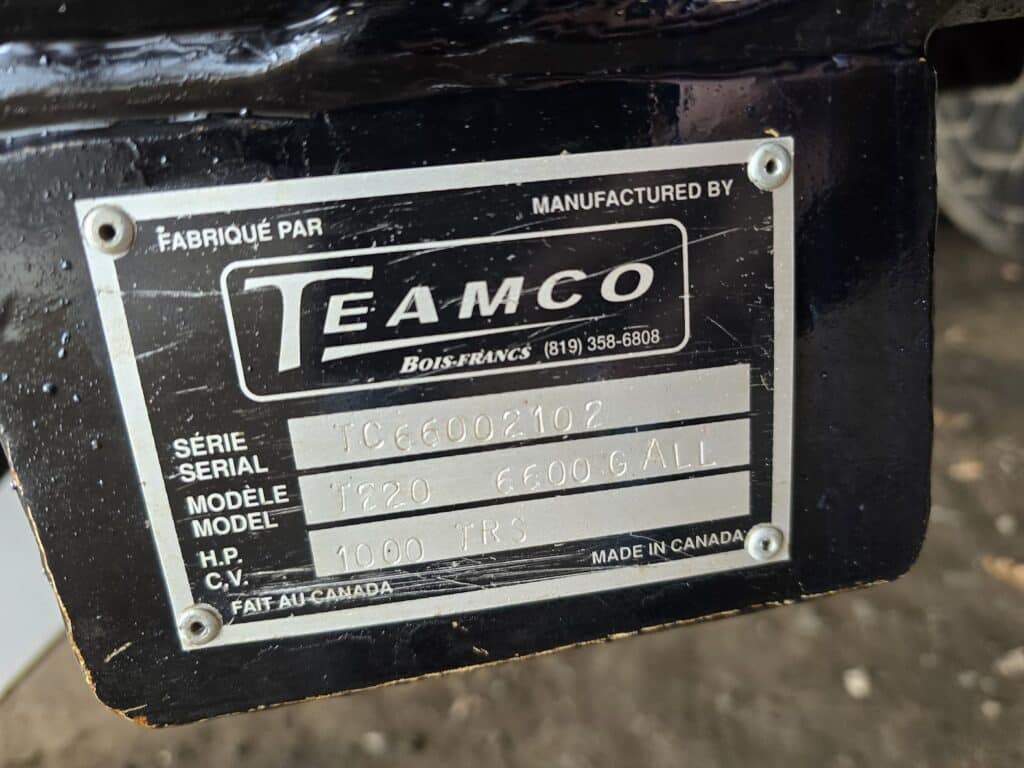 FABRIQUÉ PAR MANUFACTURED BY
TEAMCO
BOIS-FRANCS (819) 358-6808
SÉRIE
SERIAL TC66002102
MODÈLE
MODEL T220 6600 G ALL
H.P.
C.V. 1000 TRS
FAIT AU CANADA MADE IN CANADA